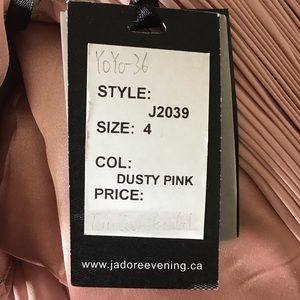 YoYo-36
STYLE:
J2039
SIZE: 4
COL:
DUSTY PINK
PRICE:
www.jadoreevening.ca